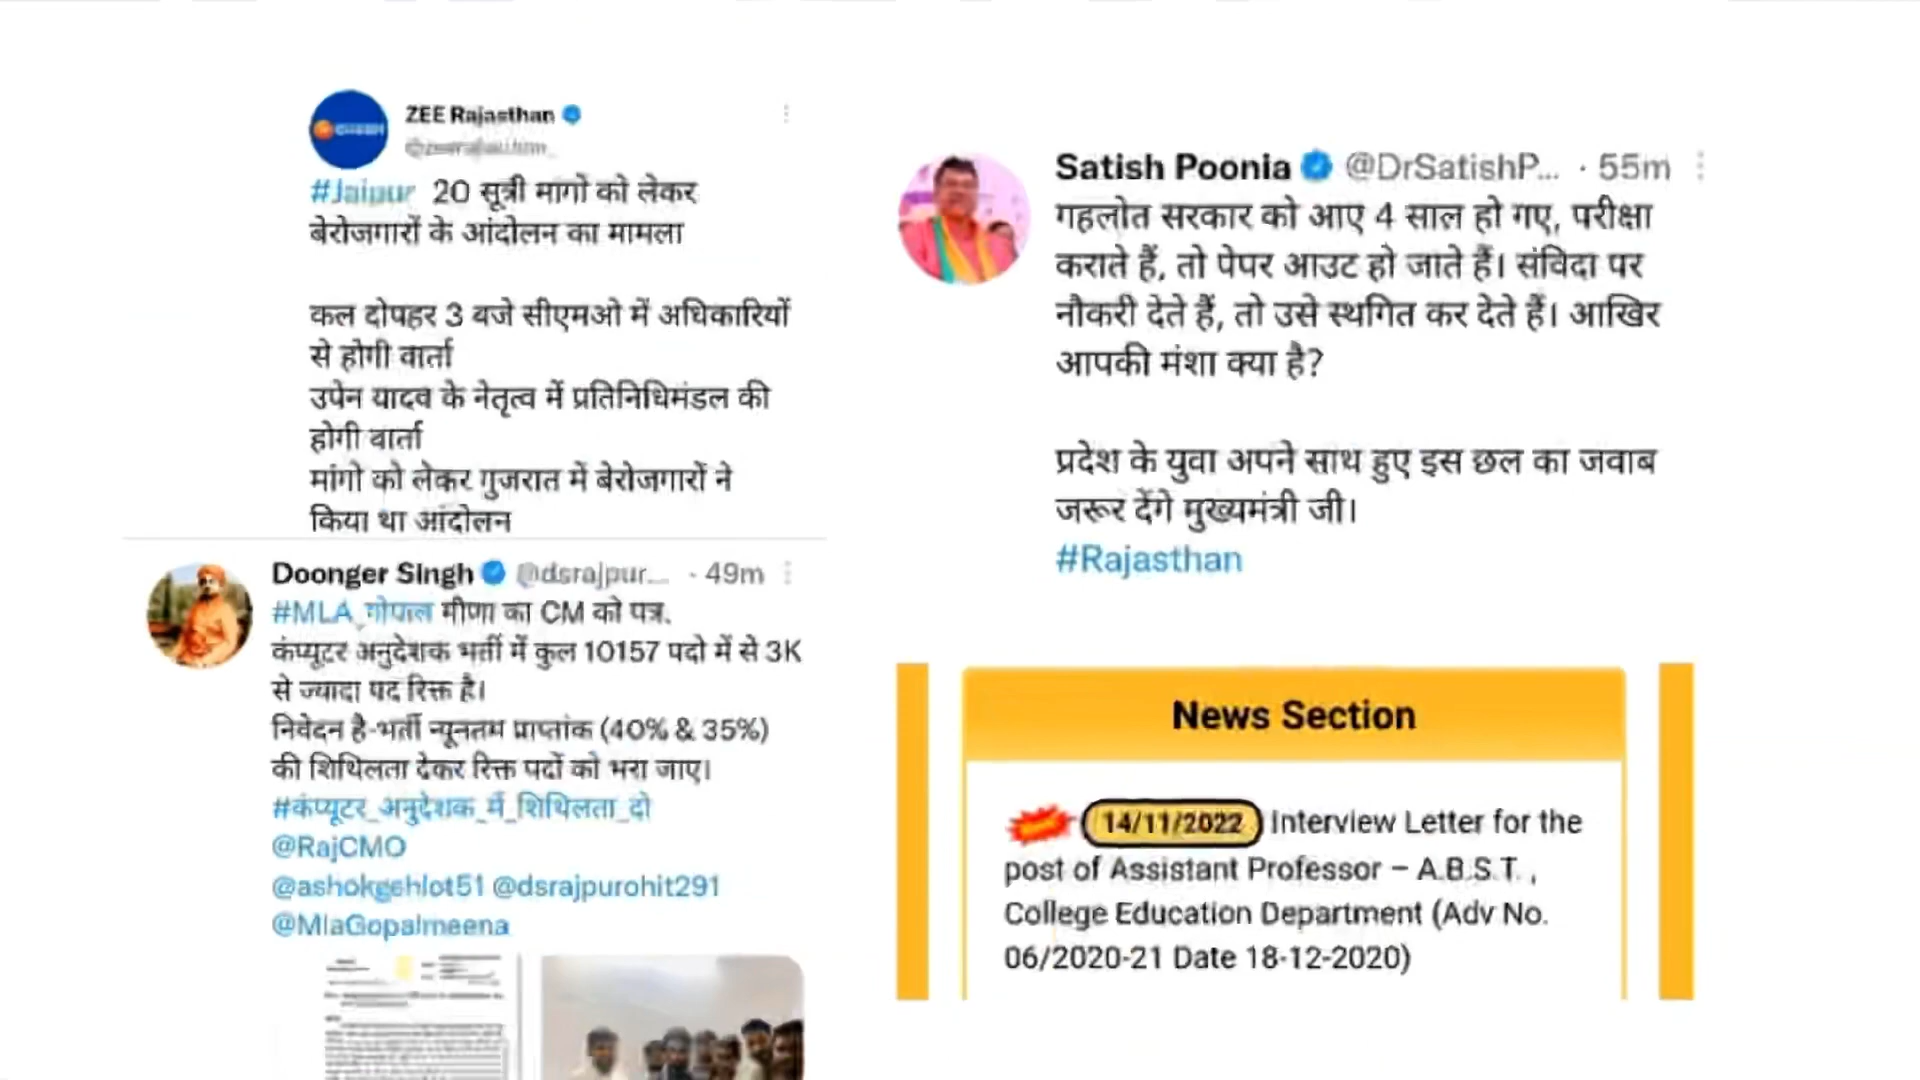 ZEE Rajasthan
#Jaipur 20 सूत्री मांगों को लेकर
बेरोजगारों के आंदोलन का मामला
कल दोपहर 3 बजे सीएमओ में अधिकारियों
से होगी वार्ता
उपेन यादव के नेतृत्व में प्रतिनिधिमंडल की
होगी वार्ता
मांगो को लेकर गुजरात में बेरोजगारों ने
किया था आंदोलन
Doonger Singh @dsrajpur... · 49m
#MLA_गोपाल मीणा का CM को पत्र.
कंप्यूटर अनुदेशक भर्ती में कुल 10157 पदो में से 3K
से ज्यादा पद रिक्त है।
निवेदन है-भर्ती न्यूनतम प्राप्तांक (40% & 35%)
की शिथिलता देकर रिक्त पदों को भरा जाए।
#कंप्यूटर_अनुदेशक_में_शिथिलता_दो
@RajCMO
@ashokgehlot51 @dsrajpurohit291
@MlaGopalmeena
Satish Poonia @DrSatishP... · 55m
गहलोत सरकार को आए 4 साल हो गए, परीक्षा
कराते हैं, तो पेपर आउट हो जाते हैं। संविदा पर
नौकरी देते हैं, तो उसे स्थगित कर देते हैं। आखिर
आपकी मंशा क्या है?
प्रदेश के युवा अपने साथ हुए इस छल का जवाब
जरूर देंगे मुख्यमंत्री जी।
#Rajasthan
News Section
14/11/2022 Interview Letter for the
post of Assistant Professor – A.B.S.T. ,
College Education Department (Adv No.
06/2020-21 Date 18-12-2020)